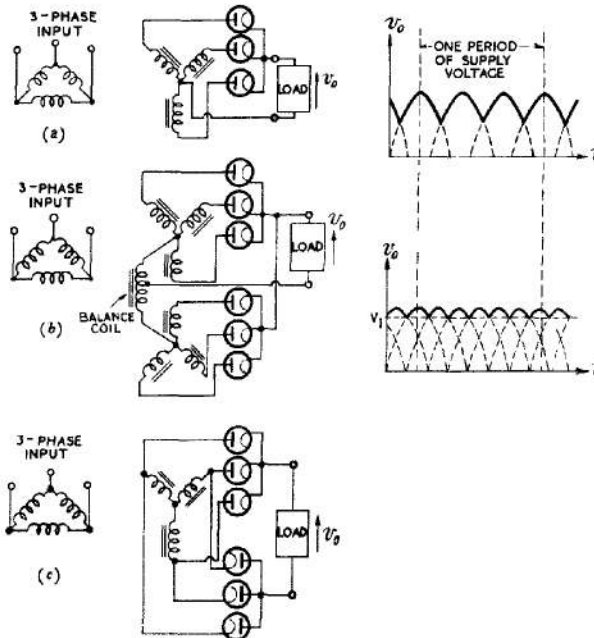 3-PHASE
INPUT
(a)
LOAD
v₀
v₀
ONE PERIOD
OF SUPPLY
VOLTAGE
3-PHASE
INPUT
(b)
BALANCE
COIL
LOAD
v₀
v₀
V₁
3-PHASE
INPUT
(c)
LOAD
v₀